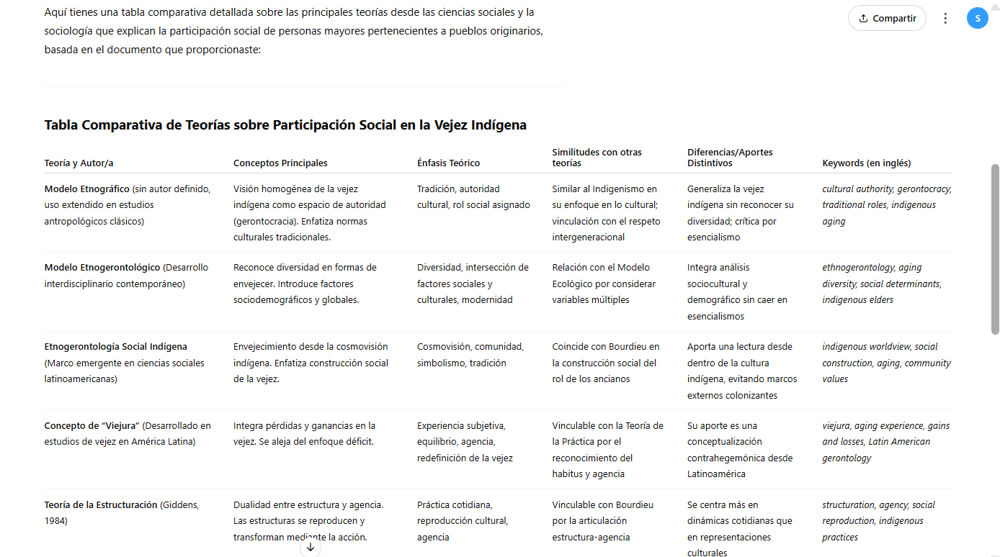 Aquí tienes una tabla comparativa detallada sobre las principales teorías desde las ciencias sociales y la
sociología que explican la participación social de personas mayores pertenecientes a pueblos originarios,
basada en el documento que proporcionaste:
Compartir
S
Tabla Comparativa de Teorías sobre Participación Social en la Vejez Indígena
Teoría y Autor/a
Conceptos Principales
Énfasis Teórico
Similitudes con otras
teorías
Diferencias/Aportes
Distintivos
Keywords (en inglés)
Modelo Etnográfico (sin autor definido,
uso extendido en estudios
antropológicos clásicos)
Visión homogénea de la vejez
indígena como espacio de autoridad
(gerontocracia). Enfatiza normas
culturales tradicionales.
Tradición, autoridad
cultural, rol social asignado
Similar al Indigenismo en
su enfoque en lo cultural;
vinculación con el respeto
intergeneracional
Generaliza la vejez
indígena sin reconocer su
diversidad; crítica por
esencialismo
cultural authority, gerontocracy,
traditional roles, indigenous
aging
Modelo Etnogerontológico (Desarrollo
interdisciplinario contemporáneo)
Reconoce diversidad en formas de
envejecer. Introduce factores
sociodemográficos y globales.
Diversidad, intersección de
factores sociales y
culturales, modernidad
Relación con el Modelo
Ecológico por considerar
variables múltiples
Integra análisis
sociocultural y
demográfico sin caer en
esencialismos
ethnogerontology, aging
diversity, social determinants,
indigenous elders
Etnogerontología Social Indígena
(Marco emergente en ciencias sociales
latinoamericanas)
Envejecimiento desde la cosmovisión
indígena. Enfatiza construcción social
de la vejez.
Cosmovisión, comunidad,
simbolismo, tradición
Coincide con Bourdieu en
la construcción social del
rol de los ancianos
Aporta una lectura desde
dentro de la cultura
indígena, evitando marcos
externos colonizantes
indigenous worldview, social
construction, aging, community
values
Concepto de “Viejura” (Desarrollado en
estudios de vejez en América Latina)
Integra pérdidas y ganancias en la
vejez. Se aleja del enfoque déficit.
Experiencia subjetiva,
equilibrio, agencia,
redefinición de la vejez
Vinculable con la Teoría de
la Práctica por el
reconocimiento del
habitus y agencia
Su aporte es una
conceptualización
contrahegemónica desde
Latinoamérica
viejura, aging experience, gains
and losses, Latin American
gerontology
Teoría de la Estructuración (Giddens,
1984)
Dualidad entre estructura y agencia.
Las estructuras se reproducen y
transforman mediante la acción.
Práctica cotidiana,
reproducción cultural,
agencia
Vinculable con Bourdieu
por la articulación
estructura-agencia
Se centra más en
dinámicas cotidianas que
en representaciones
culturales
structuration, agency, social
reproduction, indigenous
practices